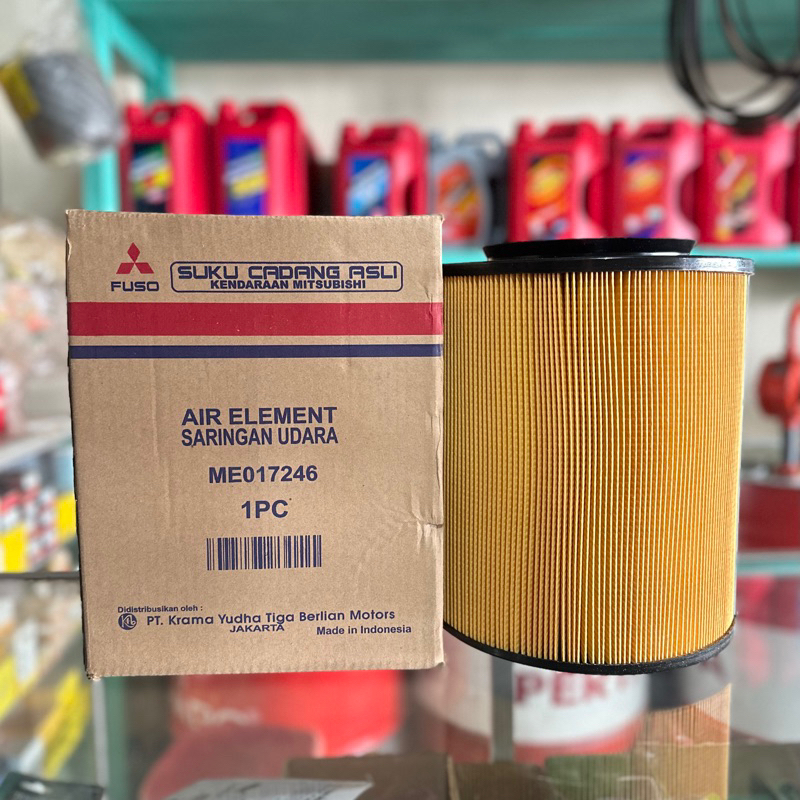 FUSO
SUKU CADANG ASLI
KENDARAAN MITSUBISHI
AIR ELEMENT
SARINGAN UDARA
ME017246
1PC
Didistribusikan oleh :
PT. Krama Yudha Tiga Berlian Motors
JAKARTA
Made in Indonesia